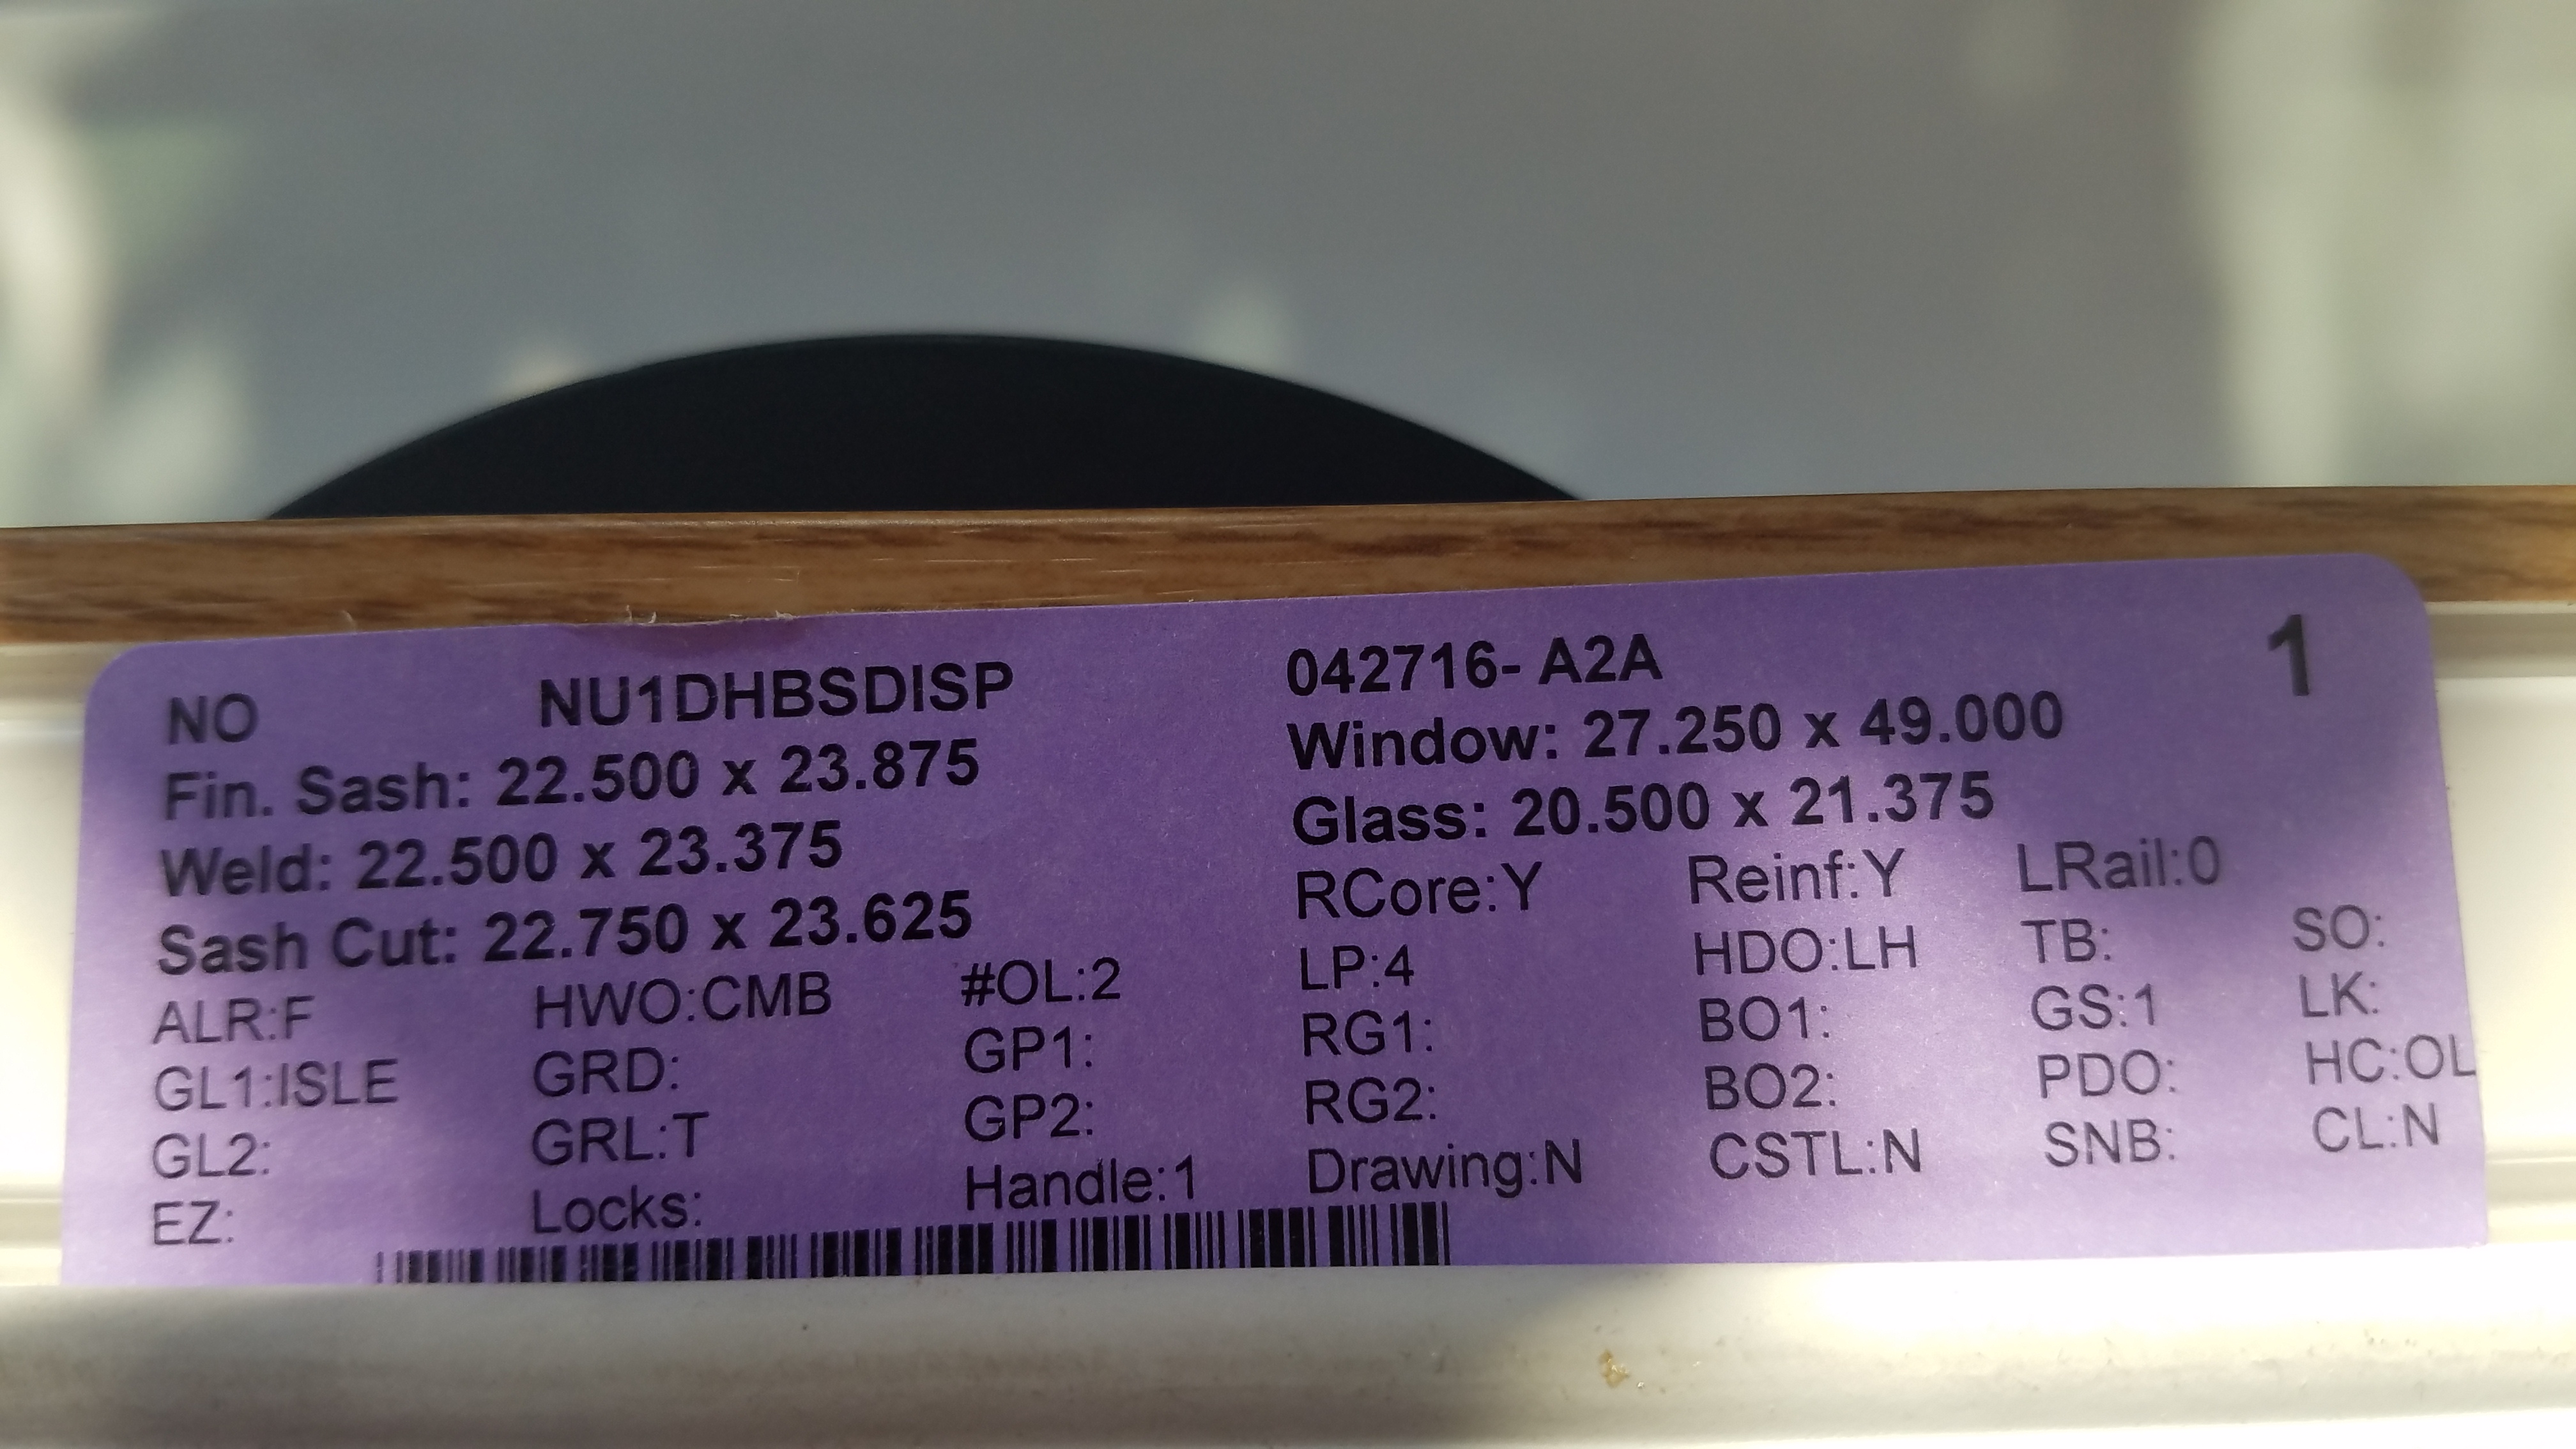 NO NU1DHBSDISP 042716- A2A 1
Fin. Sash: 22.500 x 23.875 Window: 27.250 x 49.000
Weld: 22.500 x 23.375 Glass: 20.500 x 21.375
Sash Cut: 22.750 x 23.625 RCore:Y Reinf:Y LRail:0
ALR:F HWO:CMB #OL:2 LP:4 HDO:LH TB: SO:
GL1:ISLE GRD: GP1: RG1: BO1: GS:1 LK:
GL2: GRL:T GP2: RG2: BO2: PDO: HC:OL
EZ: Locks: Handle:1 Drawing:N CSTL:N SNB: CL:N